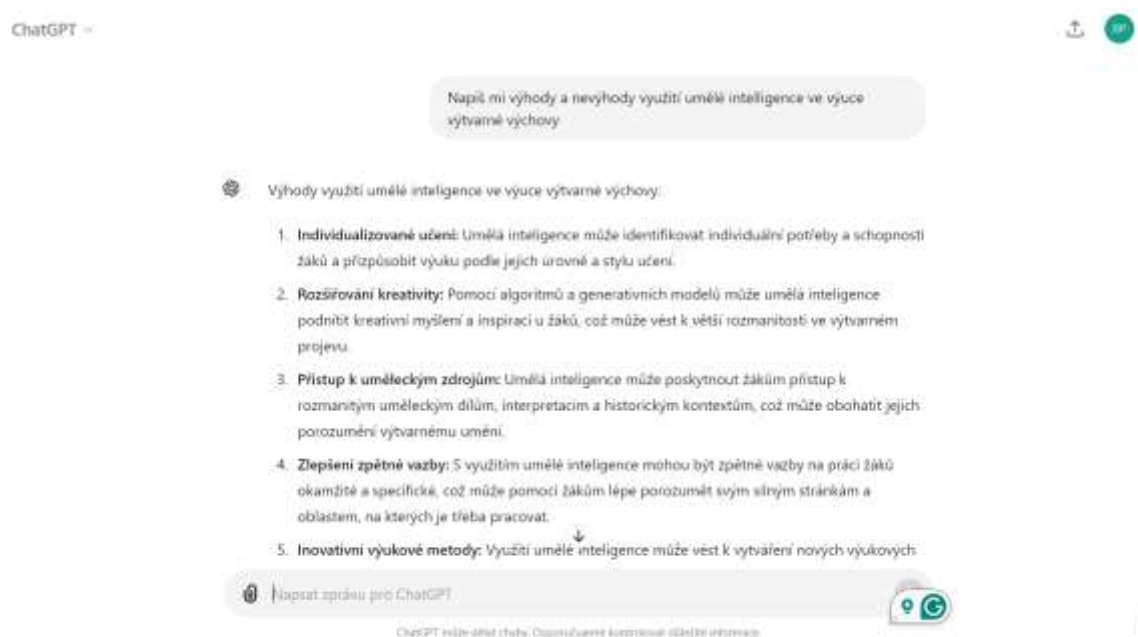 ChatGPT
Napiš mi výhody a nevýhody využití umělé intelligence ve výuce
výtvarné výchovy
Výhody využití umělé inteligence ve výuce výtvarné výchovy:
1. Individualizované učení: Umělá inteligence může identifikovat individuální potřeby a schopnosti
žáků a přizpůsobit výuku podle jejich úrovně a stylu učení.
2. Rozšiřování kreativity: Pomocí algoritmů a generativních modelů může umělá inteligence
podnítit kreativní myšlení a inspiraci u žáků, což může vést k větší rozmanitosti ve výtvarném
projevu.
3. Přístup k uměleckým zdrojům: Umělá inteligence může poskytnout žákům přístup k
rozmanitým uměleckým dílům, interpretacím a historickým kontextům, což může obohatit jejich
porozumění výtvarnému umění.
4. Zlepšení zpětné vazby: S využitím umělé inteligence mohou být zpětné vazby na práci žáků
okamžité a specifické, což může pomoci žákům lépe porozumět svým silným stránkám a
oblastem, na kterých je třeba pracovat.
5. Inovativní výukové metody: Využití umělé inteligence může vést k vytváření nových výukových
Napsat zprávu pro ChatGPT
ChatGPT může dělat chyby. Doporučujeme kontrolovat důležité informace.